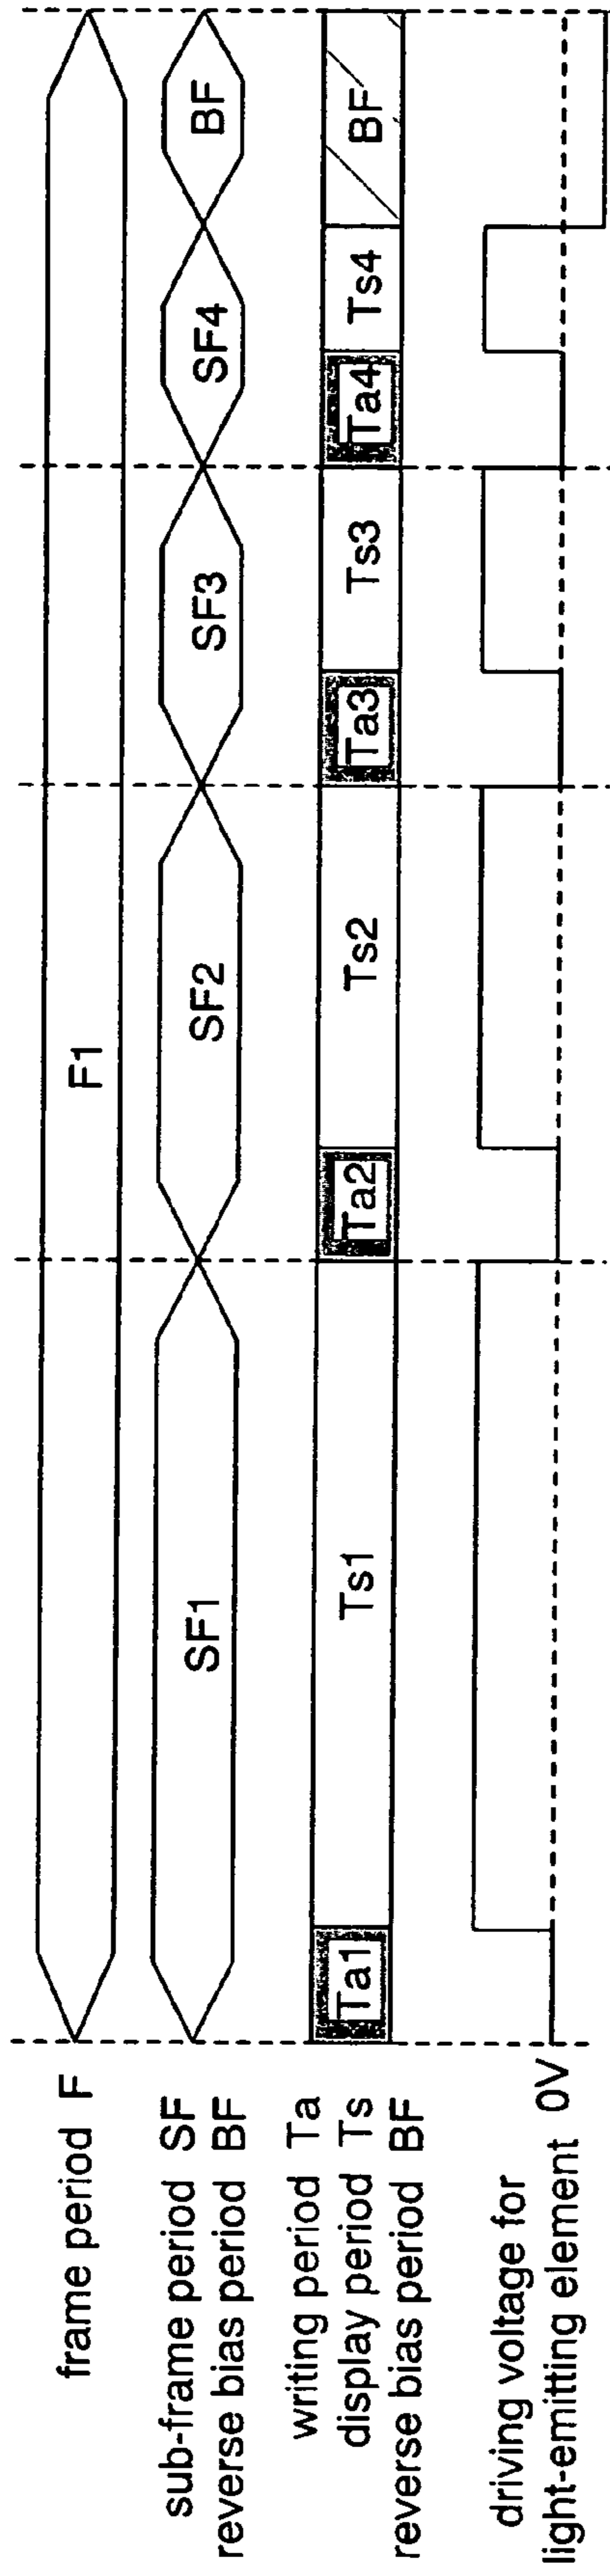 frame period F
F1
sub-frame period SF
reverse bias period BF
SF1
SF2
SF3
SF4
BF
writing period Ta
display period Ts
reverse bias period BF
Ta1
Ts1
Ta2
Ts2
Ta3
Ts3
Ta4
Ts4
BF
driving voltage for
light-emitting element 0V